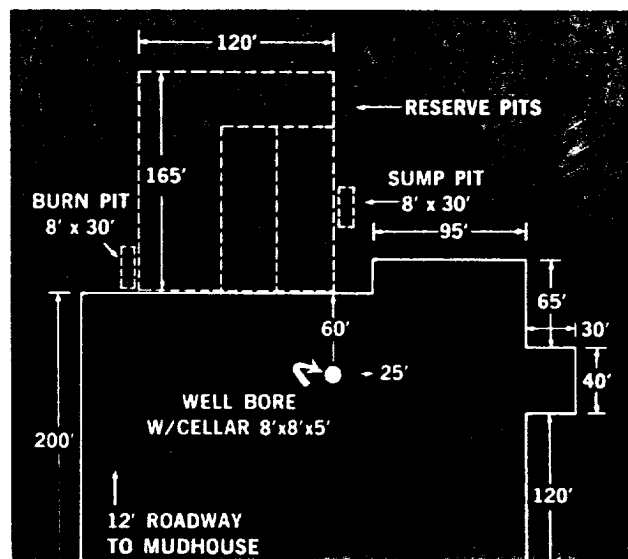 120'
RESERVE PITS
165'
BURN PIT
8' x 30'
SUMP PIT
8' x 30'
95'
65'
30'
60'
25'
40'
WELL BORE
W/CELLAR 8'x8'x5'
200'
120'
12' ROADWAY
TO MUDHOUSE